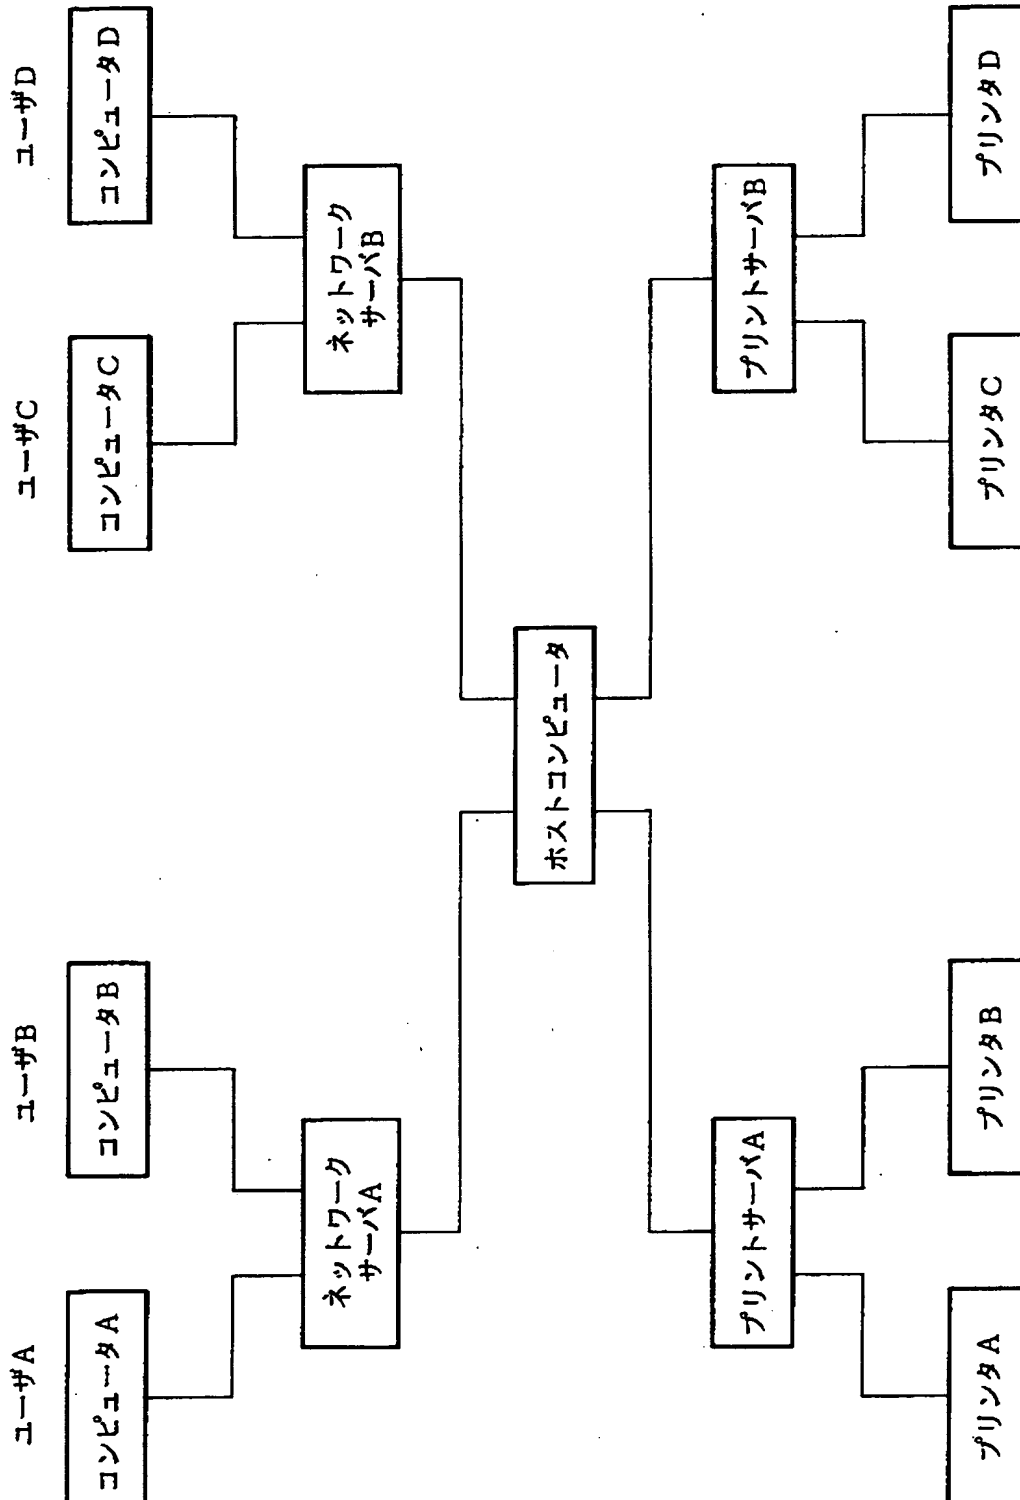 ユーザA
ユーザB
ユーザC
ユーザD
コンピュータA
コンピュータB
コンピュータC
コンピュータD
ネットワーク
サーバA
ネットワーク
サーバB
ホストコンピュータ
プリントサーバA
プリントサーバB
プリンタA
プリンタB
プリンタC
プリンタD